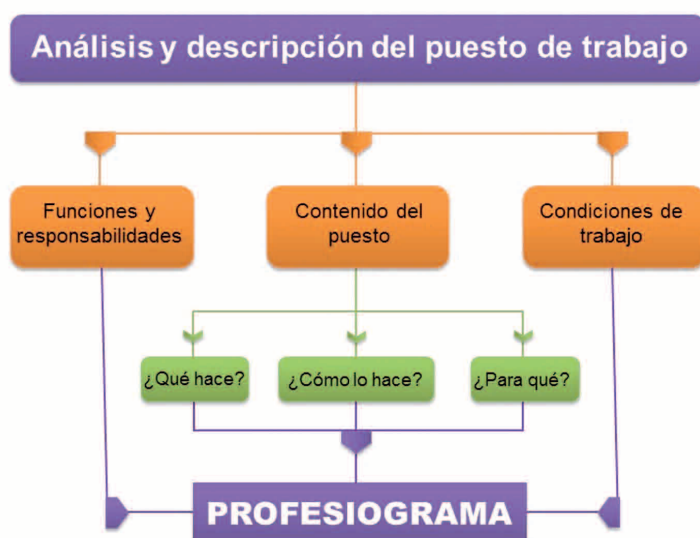 Análisis y descripción del puesto de trabajo
Funciones y
responsabilidades
Contenido del
puesto
Condiciones de
trabajo
¿Qué hace?
¿Cómo lo hace?
¿Para qué?
PROFESIOGRAMA